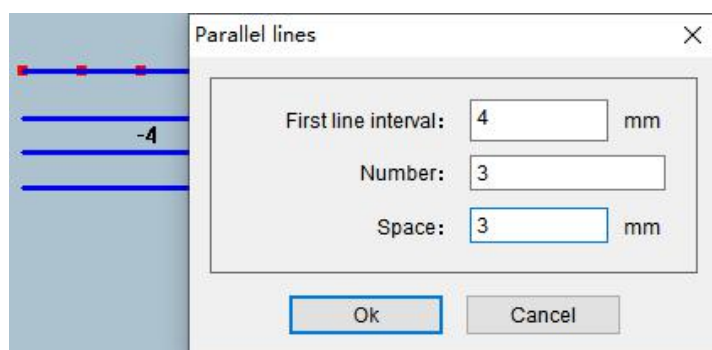 Parallel lines
-4
First line interval: 4 mm
Number: 3
Space: 3 mm
Ok Cancel